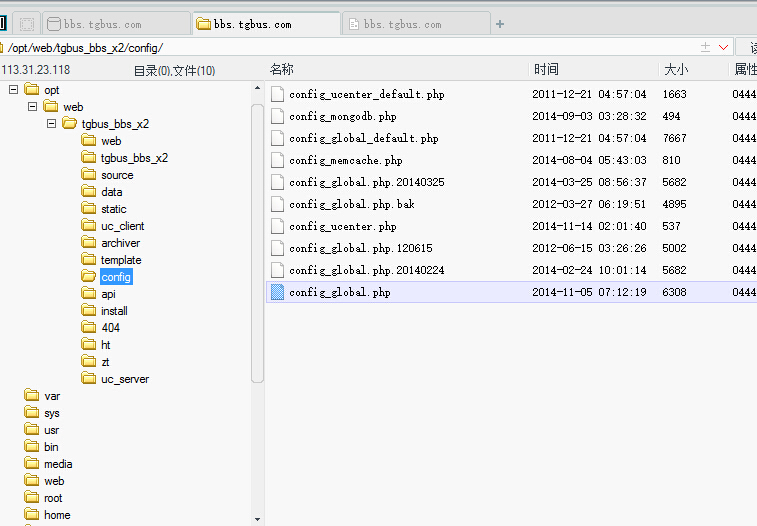 bbs.tgbus.com
bbs.tgbus.com
bbs.tgbus.com
/opt/web/tgbus_bbs_x2/config/
113.31.23.118
目录(0),文件(10)
名称 时间 大小 属性
opt
web
tgbus_bbs_x2
web
tgbus_bbs_x2
source
data
static
uc_client
archiver
template
config
api
install
404
ht
zt
uc_server
var
sys
usr
bin
media
web
root
home
config_ucenter_default.php 2011-12-21 04:57:04 1663 0444
config_mongodb.php 2014-09-03 03:28:32 494 0444
config_global_default.php 2011-12-21 04:57:04 7667 0444
config_memcache.php 2014-08-04 05:43:03 810 0444
config_global.php.20140325 2014-03-25 08:56:37 5682 0444
config_global.php.bak 2012-03-27 06:19:51 4895 0444
config_ucenter.php 2014-11-14 02:01:40 537 0444
config_global.php.120615 2012-06-15 03:26:26 5002 0444
config_global.php.20140224 2014-02-24 10:01:14 5682 0444
config_global.php 2014-11-05 07:12:19 6308 0444